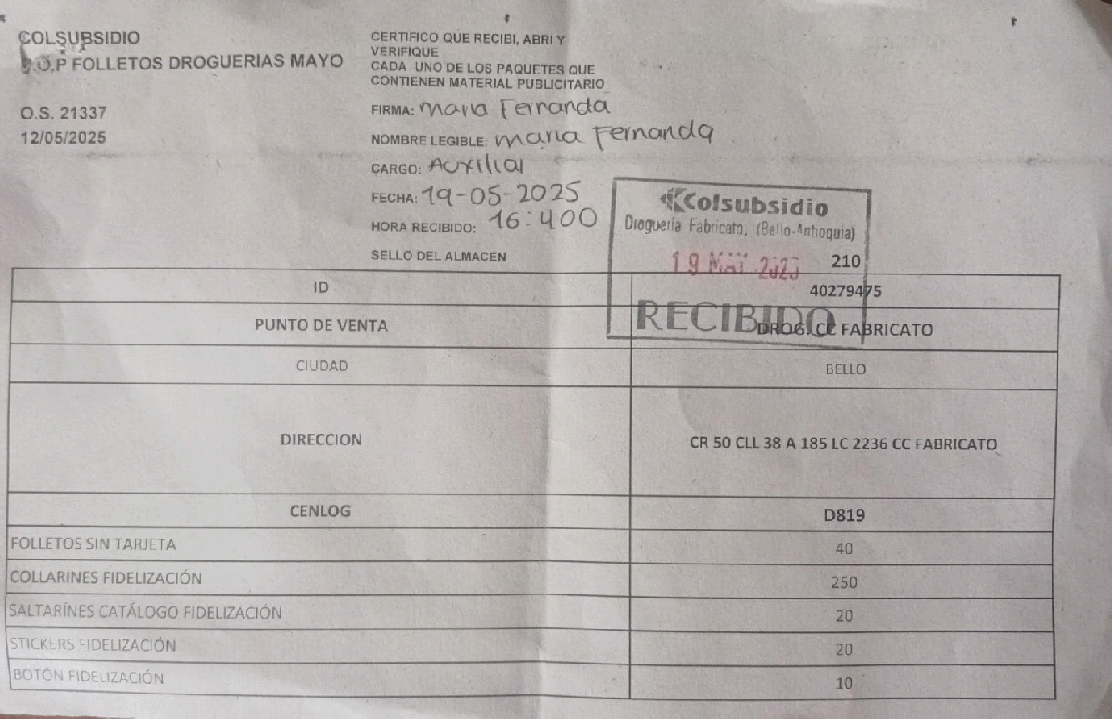 COLSUBSIDIO
P.O.P FOLLETOS DROGUERIAS MAYO
O.S. 21337
12/05/2025
CERTIFICO QUE RECIBI, ABRI Y
VERIFIQUE
CADA UNO DE LOS PAQUETES QUE
CONTIENEN MATERIAL PUBLICITARIO
FIRMA: Maria Fernanda
NOMBRE LEGIBLE: Maria Fernanda
CARGO: Auxiliar
FECHA: 19-05-2025
HORA RECIBIDO: 16:400
SELLO DEL ALMACEN
Colsubsidio
Droguería Fabricato, (Bello-Antioquia)
19 MAY 2025 210
RECIBIDO
ID 40279475
PUNTO DE VENTA DROG. CC FABRICATO
CIUDAD BELLO
DIRECCION CR 50 CLL 38 A 185 LC 2236 CC FABRICATO
CENLOG D819
FOLLETOS SIN TARJETA 40
COLLARINES FIDELIZACIÓN 250
SALTARÍNES CATÁLOGO FIDELIZACIÓN 20
STICKERS FIDELIZACIÓN 20
BOTÓN FIDELIZACIÓN 10